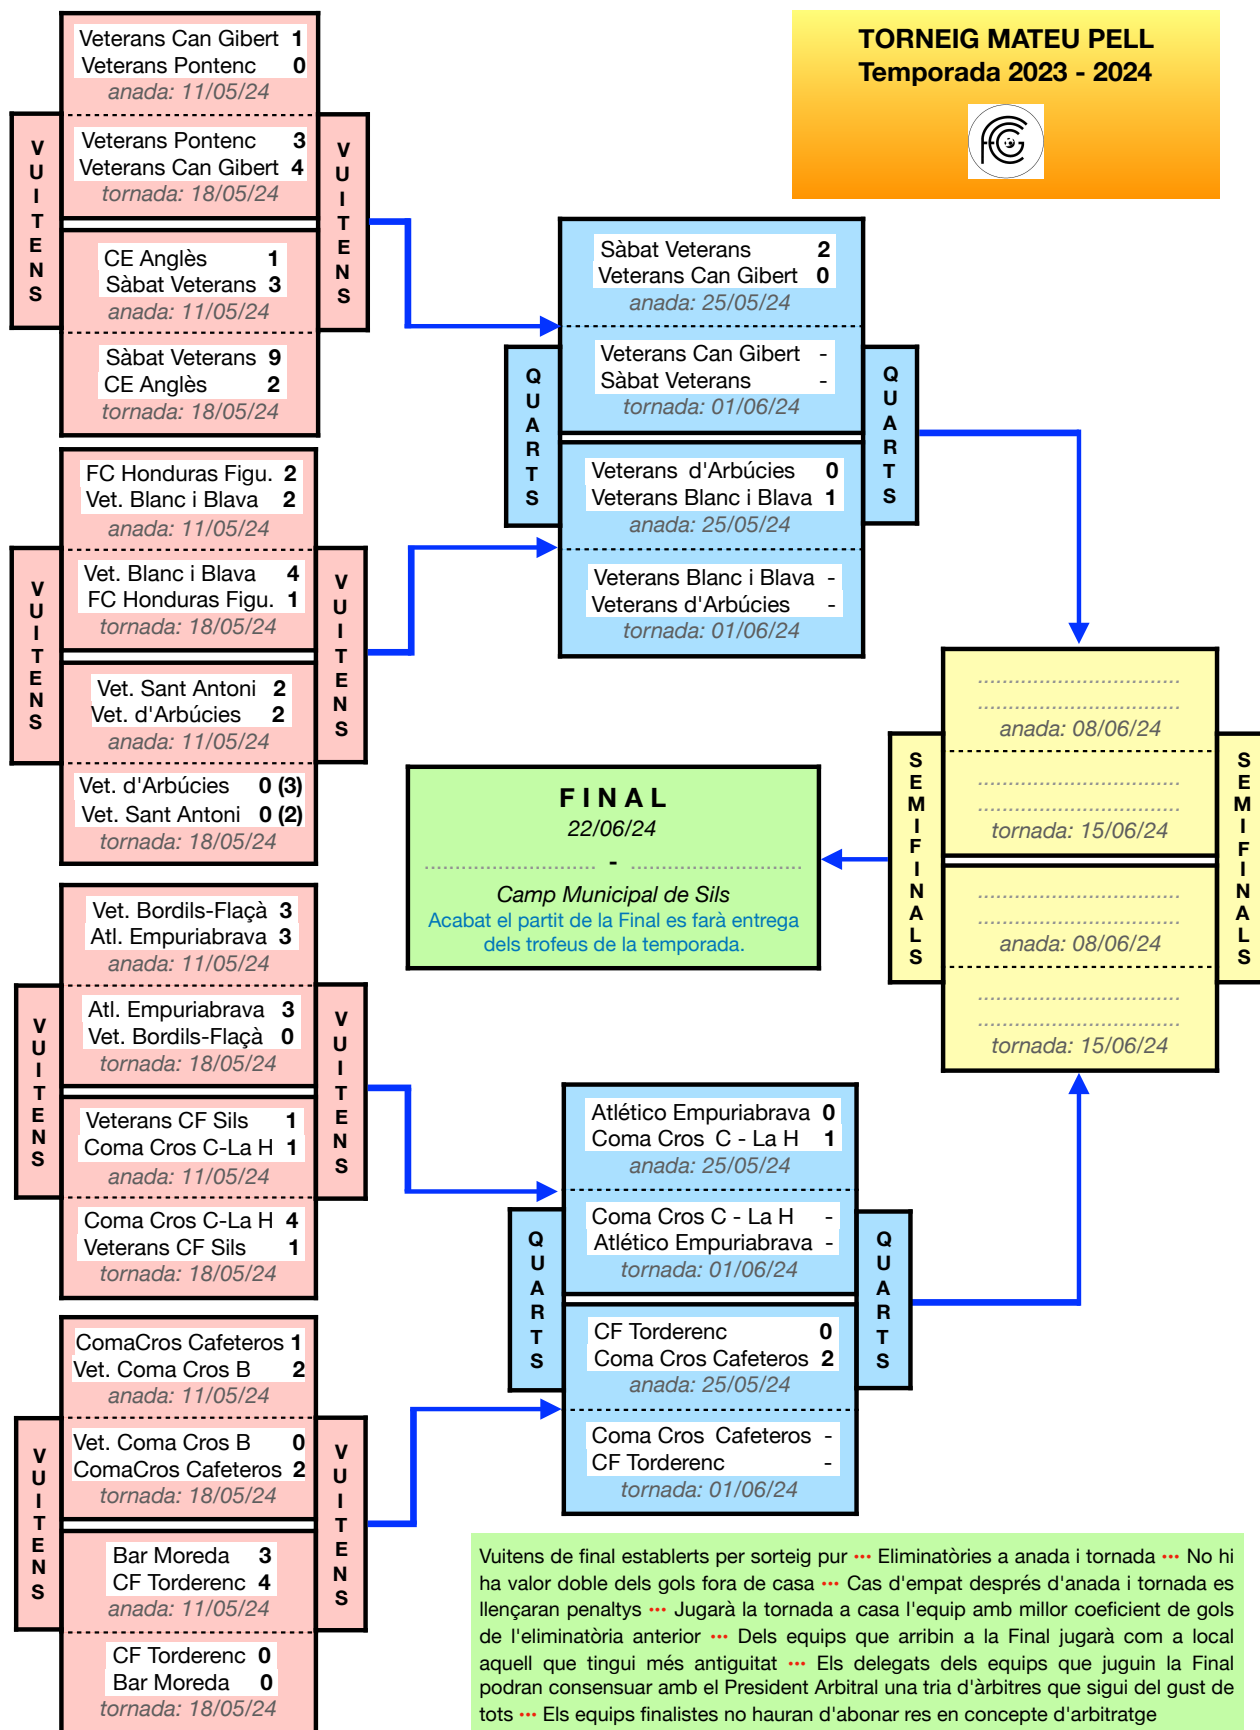 TORNEIG MATEU PELL
Temporada 2023 - 2024
FCGC
VUITENS
Veterans Can Gibert 1
Veterans Pontenc 0
anada: 11/05/24
Veterans Pontenc 3
Veterans Can Gibert 4
tornada: 18/05/24
CE Anglès 1
Sàbat Veterans 3
anada: 11/05/24
Sàbat Veterans 9
CE Anglès 2
tornada: 18/05/24
VUITENS
VUITENS
FC Honduras Figu. 2
Vet. Blanc i Blava 2
anada: 11/05/24
Vet. Blanc i Blava 4
FC Honduras Figu. 1
tornada: 18/05/24
Vet. Sant Antoni 2
Vet. d'Arbúcies 2
anada: 11/05/24
Vet. d'Arbúcies 0 (3)
Vet. Sant Antoni 0 (2)
tornada: 18/05/24
VUITENS
VUITENS
Vet. Bordils-Flaçà 3
Atl. Empuriabrava 3
anada: 11/05/24
Atl. Empuriabrava 3
Vet. Bordils-Flaçà 0
tornada: 18/05/24
Veterans CF Sils 1
Coma Cros C-La H 1
anada: 11/05/24
Coma Cros C-La H 4
Veterans CF Sils 1
tornada: 18/05/24
VUITENS
VUITENS
ComaCros Cafeteros 1
Vet. Coma Cros B 2
anada: 11/05/24
Vet. Coma Cros B 0
ComaCros Cafeteros 2
tornada: 18/05/24
Bar Moreda 3
CF Torderenc 4
anada: 11/05/24
CF Torderenc 0
Bar Moreda 0
tornada: 18/05/24
VUITENS
QUARTS
Sàbat Veterans 2
Veterans Can Gibert 0
anada: 25/05/24
Veterans Can Gibert -
Sàbat Veterans -
tornada: 01/06/24
Veterans d'Arbúcies 0
Veterans Blanc i Blava 1
anada: 25/05/24
Veterans Blanc i Blava -
Veterans d'Arbúcies -
tornada: 01/06/24
QUARTS
QUARTS
Atlético Empuriabrava 0
Coma Cros C - La H 1
anada: 25/05/24
Coma Cros C - La H -
Atlético Empuriabrava -
tornada: 01/06/24
CF Torderenc 0
Coma Cros Cafeteros 2
anada: 25/05/24
Coma Cros Cafeteros -
CF Torderenc -
tornada: 01/06/24
QUARTS
SEMIFINALS
................................
................................
anada: 08/06/24
................................
................................
tornada: 15/06/24
................................
................................
anada: 08/06/24
................................
................................
tornada: 15/06/24
SEMIFINALS
FINAL
22/06/24
........................... - ...........................
Camp Municipal de Sils
Acabat el partit de la Final es farà entrega
dels trofeus de la temporada.
Vuitens de final establerts per sorteig pur ••• Eliminatòries a anada i tornada ••• No hi
ha valor doble dels gols fora de casa ••• Cas d'empat després d'anada i tornada es
llençaran penaltys ••• Jugarà la tornada a casa l'equip amb millor coeficient de gols
de l'eliminatòria anterior ••• Dels equips que arribin a la Final jugarà com a local
aquell que tingui més antiguitat ••• Els delegats dels equips que juguin la Final
podran consensuar amb el President Arbitral una tria d'àrbitres que sigui del gust de
tots ••• Els equips finalistes no hauran d'abonar res en concepte d'arbitratge